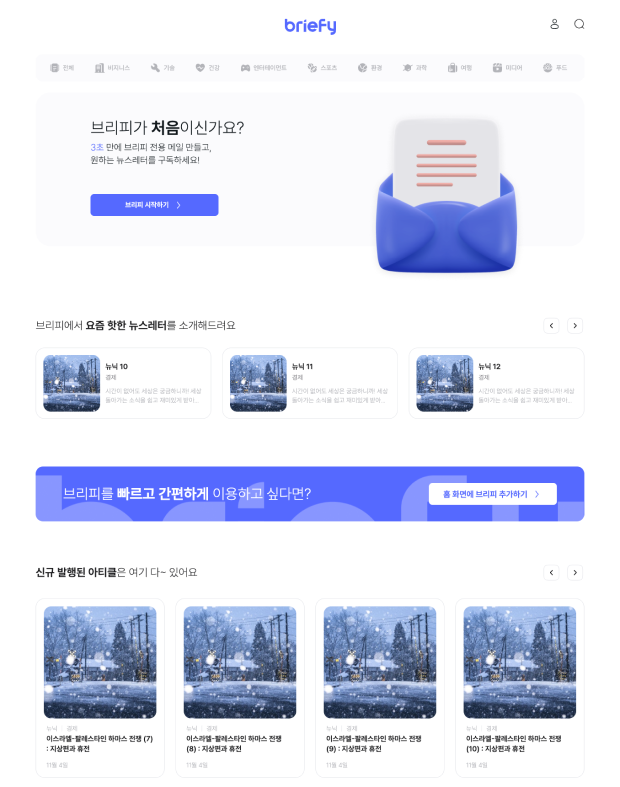 briefy
전체 비지니스 기술 건강 엔터테이먼트 스포츠 환경 과학 여행 미디어 푸드
브리피가 처음이신가요?
3초 만에 브리피 전용 메일 만들고,
원하는 뉴스레터를 구독하세요!
브리피 시작하기
브리피에서 요즘 핫한 뉴스레터를 소개해드려요
뉴닉 10
경제
시간이 없어도 세상은 궁금하니까! 세상
돌아가는 소식을 쉽고 재미있게 받아...
뉴닉 11
경제
시간이 없어도 세상은 궁금하니까! 세상
돌아가는 소식을 쉽고 재미있게 받아...
뉴닉 12
경제
시간이 없어도 세상은 궁금하니까! 세상
돌아가는 소식을 쉽고 재미있게 받아...
브리피를 빠르고 간편하게 이용하고 싶다면?
홈 화면에 브리피 추가하기
신규 발행된 아티클은 여기 다~ 있어요
뉴닉 경제
이스라엘-팔레스타인 하마스 전쟁 (7)
: 지상편과 휴전
11월 4일
뉴닉 경제
이스라엘-팔레스타인 하마스 전쟁
(8) : 지상편과 휴전
11월 4일
뉴닉 경제
이스라엘-팔레스타인 하마스 전쟁
(9) : 지상편과 휴전
11월 4일
뉴닉 경제
이스라엘-팔레스타인 하마스 전쟁
(10) : 지상편과 휴전
11월 4일